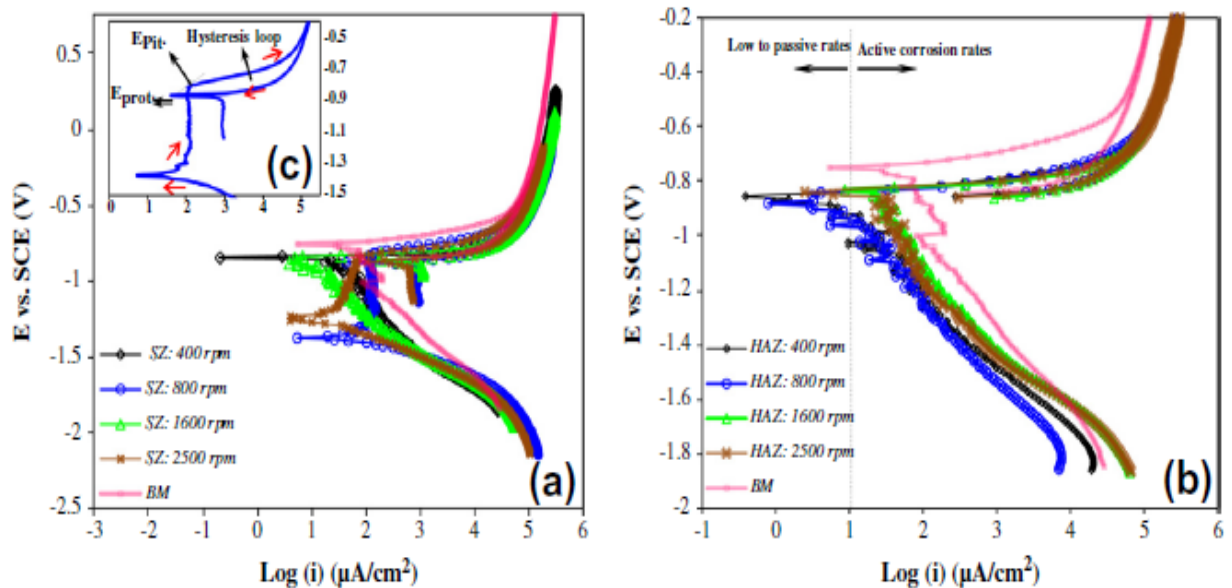 E vs. SCE (V)
0.5
0
-0.5
-1
-1.5
-2
-2.5
-3
-2
-1
0
1
2
3
4
5
6
Log (i) (µA/cm²)
SZ: 400 rpm
SZ: 800 rpm
SZ: 1600 rpm
SZ: 2500 rpm
BM
(a)
EPit.
Hysteresis loop
Eprot.
(c)
-0.5
-0.7
-0.9
-1.1
-1.3
-1.5
0
1
2
3
4
5
E vs. SCE (V)
-0.2
-0.4
-0.6
-0.8
-1
-1.2
-1.4
-1.6
-1.8
-2
-1
0
1
2
3
4
5
6
Log (i) (µA/cm²)
Low to passive rates
Active corrosion rates
HAZ: 400 rpm
HAZ: 800 rpm
HAZ: 1600 rpm
HAZ: 2500 rpm
BM
(b)